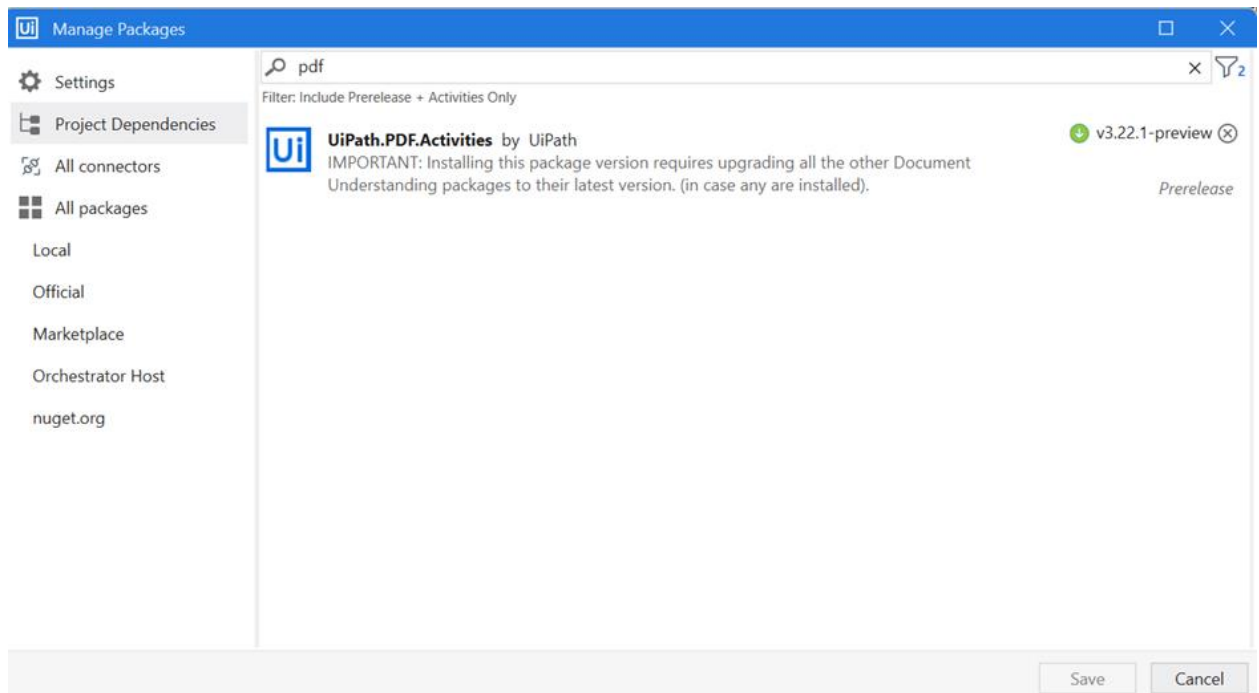 Ui Manage Packages
Settings
Project Dependencies
All connectors
All packages
Local
Official
Marketplace
Orchestrator Host
nuget.org
pdf
2
Filter: Include Prerelease + Activities Only
Ui
UiPath.PDF.Activities by UiPath
v3.22.1-preview
IMPORTANT: Installing this package version requires upgrading all the other Document
Understanding packages to their latest version. (in case any are installed).
Prerelease
Save Cancel